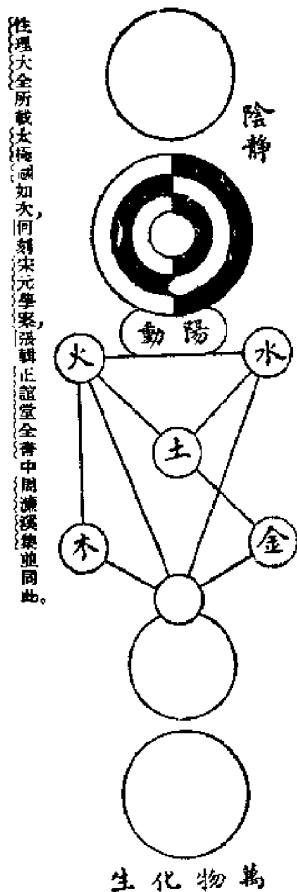 陰靜
陽動
水
火
土
金
木
萬物化生
性理大全所載太極圖如次,何刻宋元學案,張輯正誼堂全書中周濂溪集並同此。